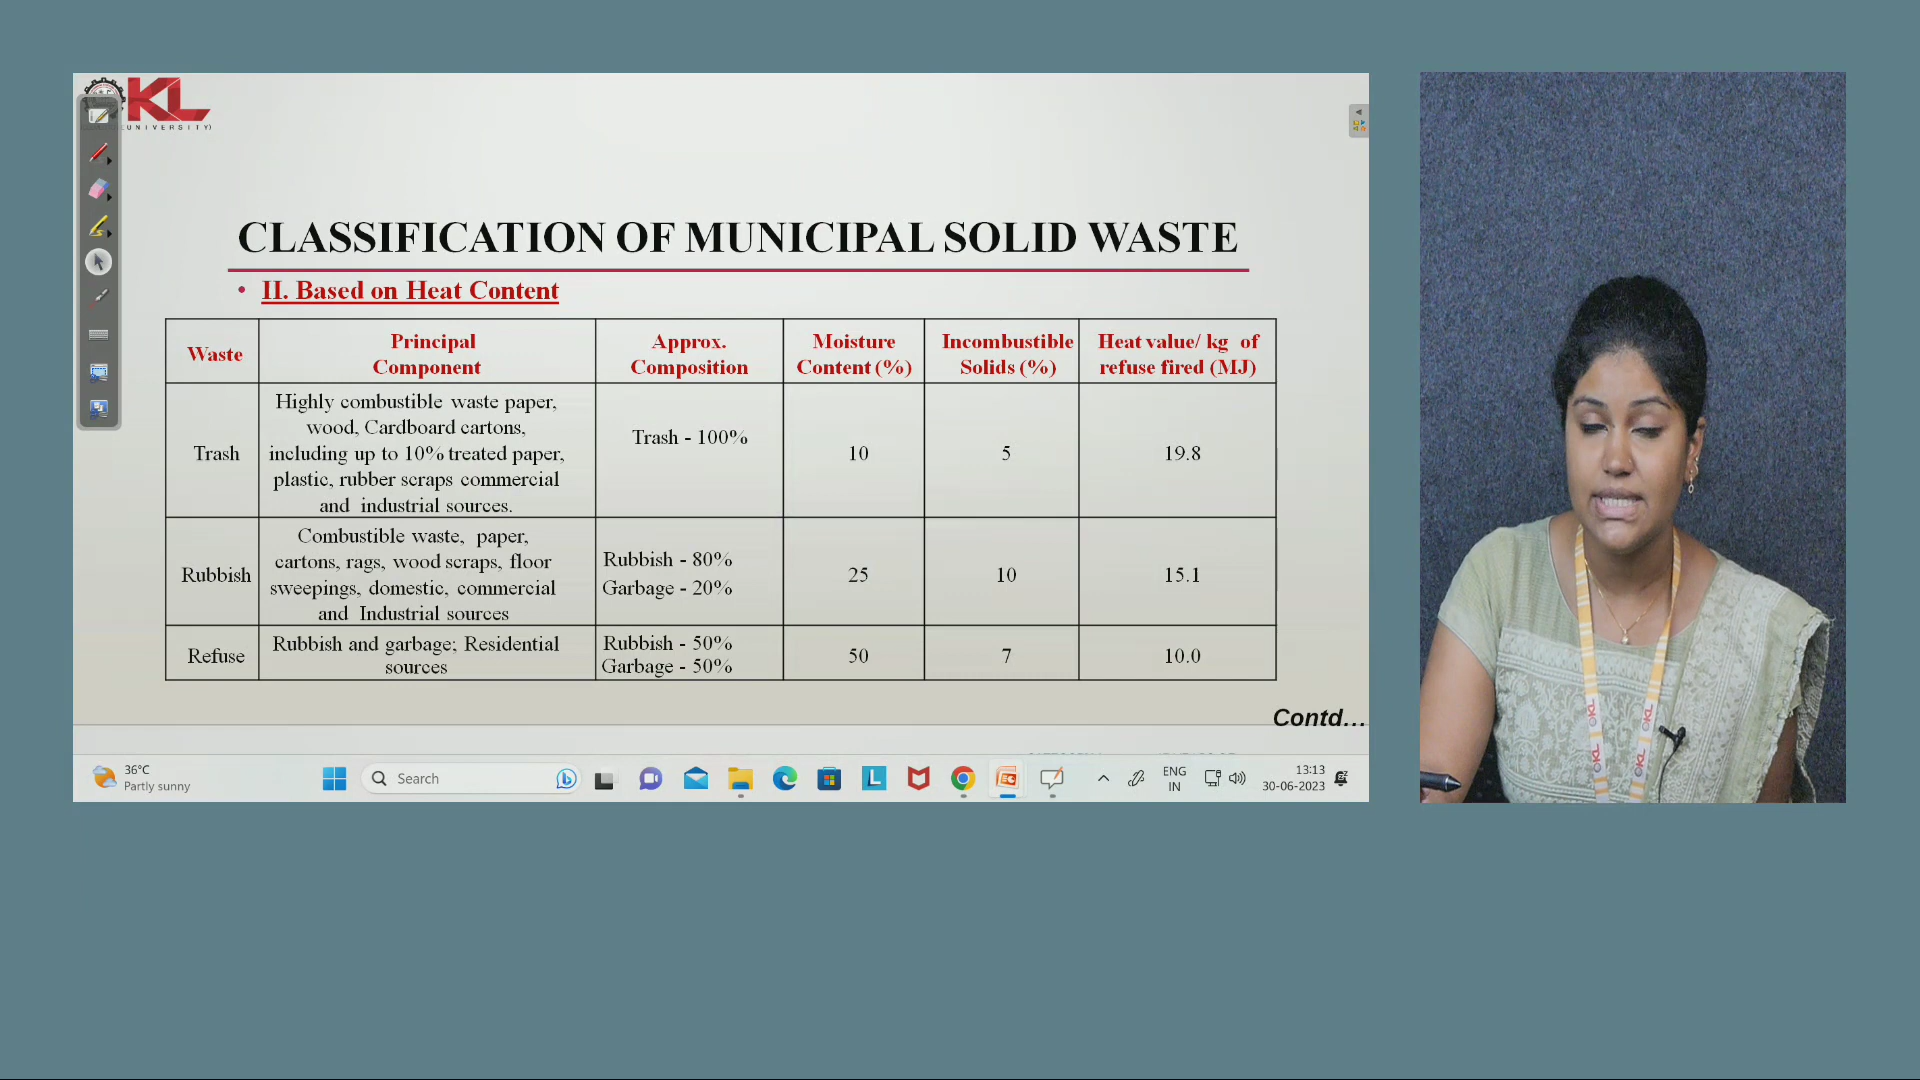 KL
(UNIVERSITY)
CLASSIFICATION OF MUNICIPAL SOLID WASTE
• II. Based on Heat Content
Waste
Principal
Component
Approx.
Composition
Moisture
Content (%)
Incombustible
Solids (%)
Heat value/ kg of
refuse fired (MJ)
Trash
Highly combustible waste paper,
wood, Cardboard cartons,
including up to 10% treated paper,
plastic, rubber scraps commercial
and industrial sources.
Trash - 100%
10
5
19.8
Rubbish
Combustible waste, paper,
cartons, rags, wood scraps, floor
sweepings, domestic, commercial
and Industrial sources
Rubbish - 80%
Garbage - 20%
25
10
15.1
Refuse
Rubbish and garbage; Residential
sources
Rubbish - 50%
Garbage - 50%
50
7
10.0
Contd...
36°C
Partly sunny
Search
L
ENG
IN
13:13
30-06-2023
KL
KL
KL
KL